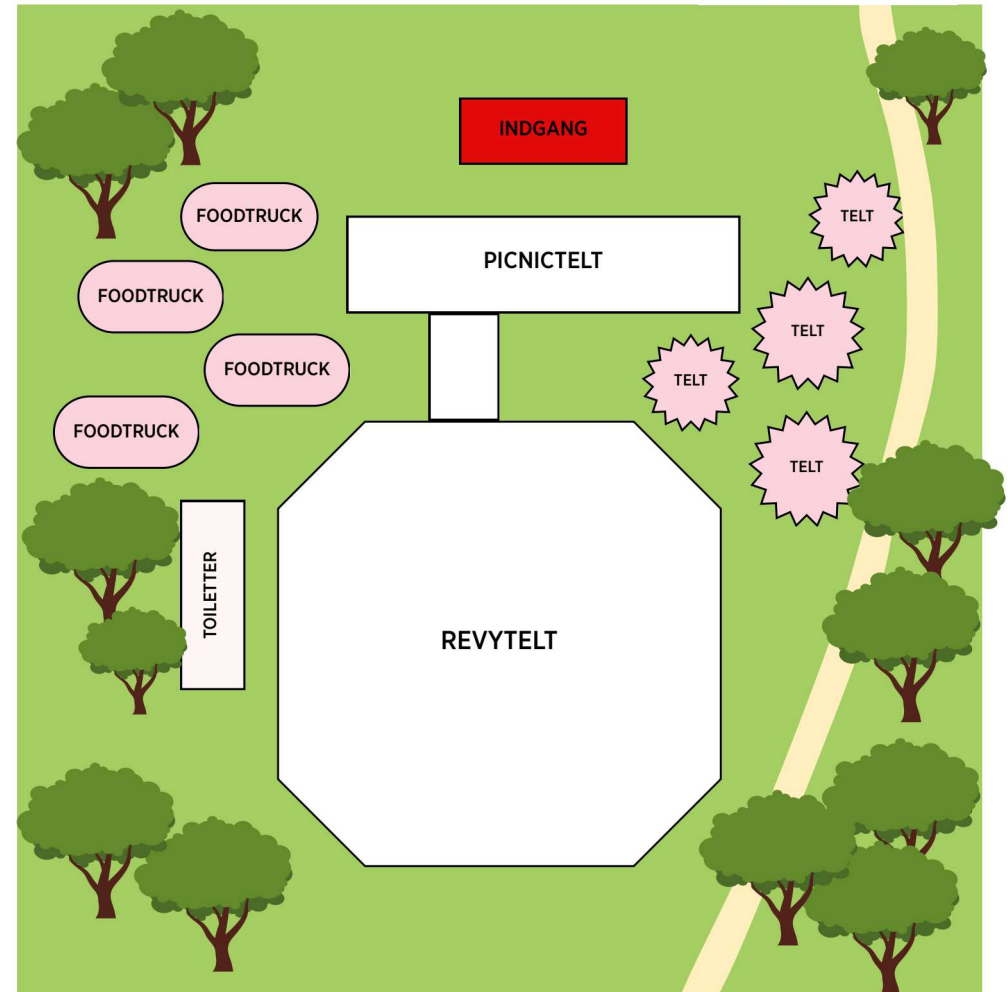 INDGANG
FOODTRUCK
TELT
PICNICTELT
FOODTRUCK
TELT
FOODTRUCK
TELT
FOODTRUCK
TELT
TOILETTER
REVYTELT